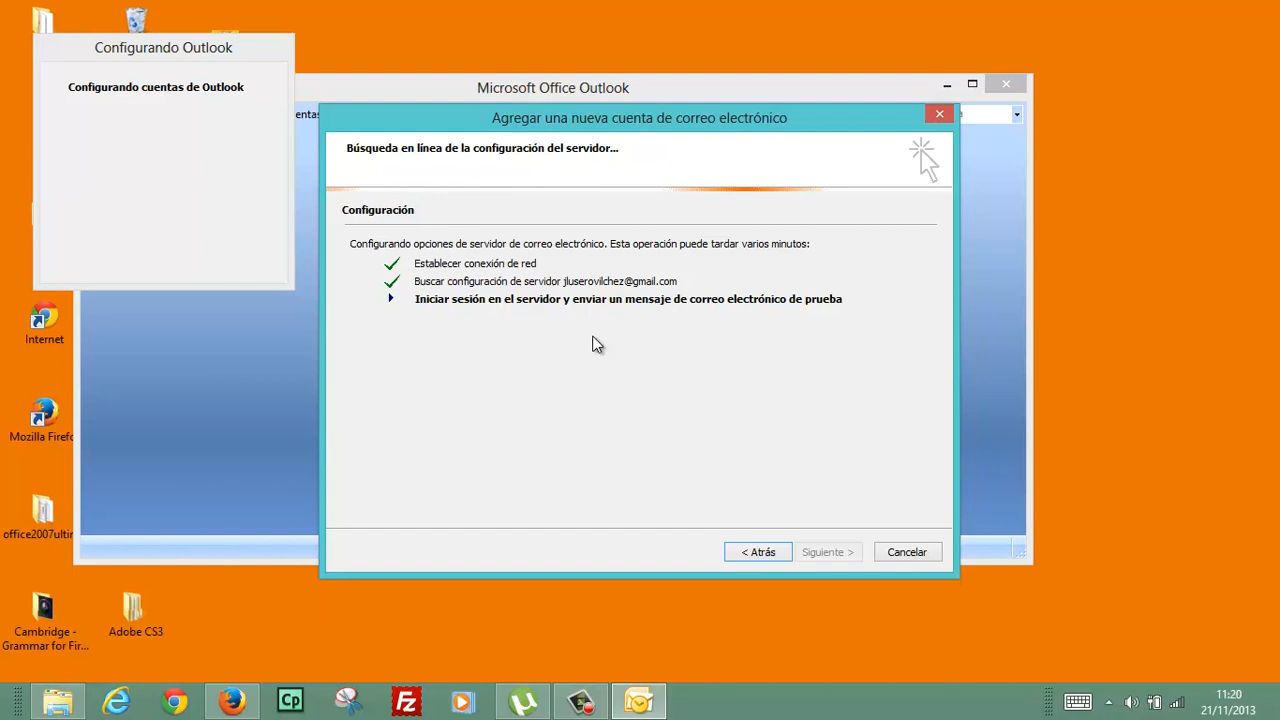 Configurando Outlook
Configurando cuentas de Outlook
Microsoft Office Outlook
entas
Agregar una nueva cuenta de correo electrónico
Búsqueda en línea de la configuración del servidor...
Configuración
Configurando opciones de servidor de correo electrónico. Esta operación puede tardar varios minutos:
Establecer conexión de red
Buscar configuración de servidor jluserovilchez@gmail.com
Iniciar sesión en el servidor y enviar un mensaje de correo electrónico de prueba
< Atrás
Siguiente >
Cancelar
Internet
Mozilla Firefo
office2007ultin
Cambridge -
Grammar for Fir...
Adobe CS3
Cp
Fz
11:20
21/11/2013